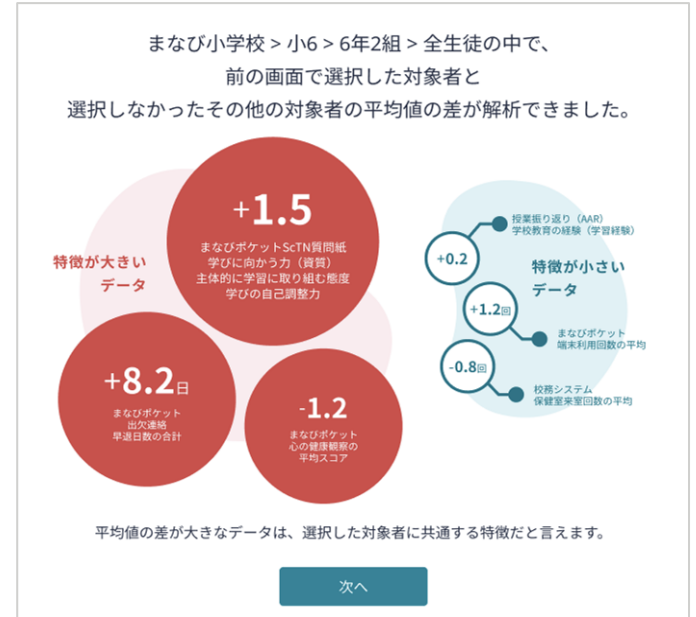 まなび小学校 > 小6 > 6年2組 > 全生徒の中で、
前の画面で選択した対象者と
選択しなかったその他の対象者の平均値の差が解析できました。
特徴が大きい
データ
+1.5
まなびポケットScTN質問紙
学びに向かう力（資質）
主体的に学習に取り組む態度
学びの自己調整力
+8.2日
まなびポケット
出欠連絡
早退日数の合計
-1.2
まなびポケット
心の健康観察の
平均スコア
特徴が小さい
データ
+0.2
授業振り返り（AAR）
学校教育の経験（学習経験）
+1.2回
まなびポケット
端末利用回数の平均
-0.8回
校務システム
保健室来室回数の平均
平均値の差が大きなデータは、選択した対象者に共通する特徴だと言えます。
次へ